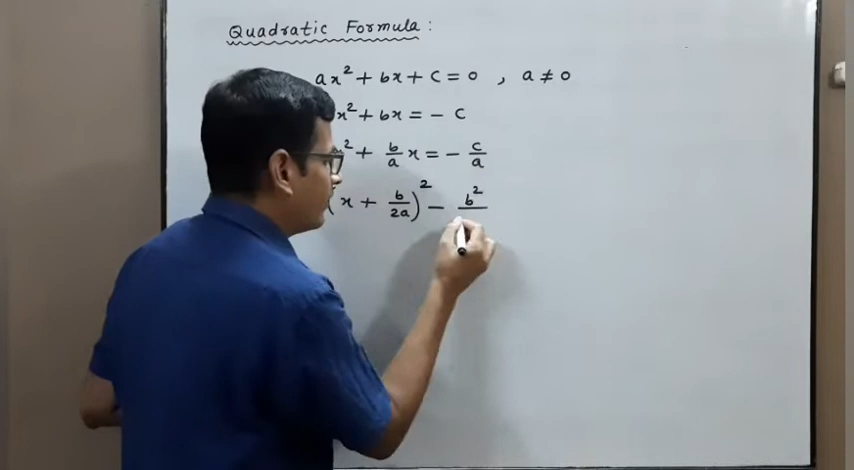 Quadratic Formula :
ax² + bx + c = 0 , a ≠ 0
x² + bx = - c
² + b/a x = - c/a
(x + b/2a)² - b²